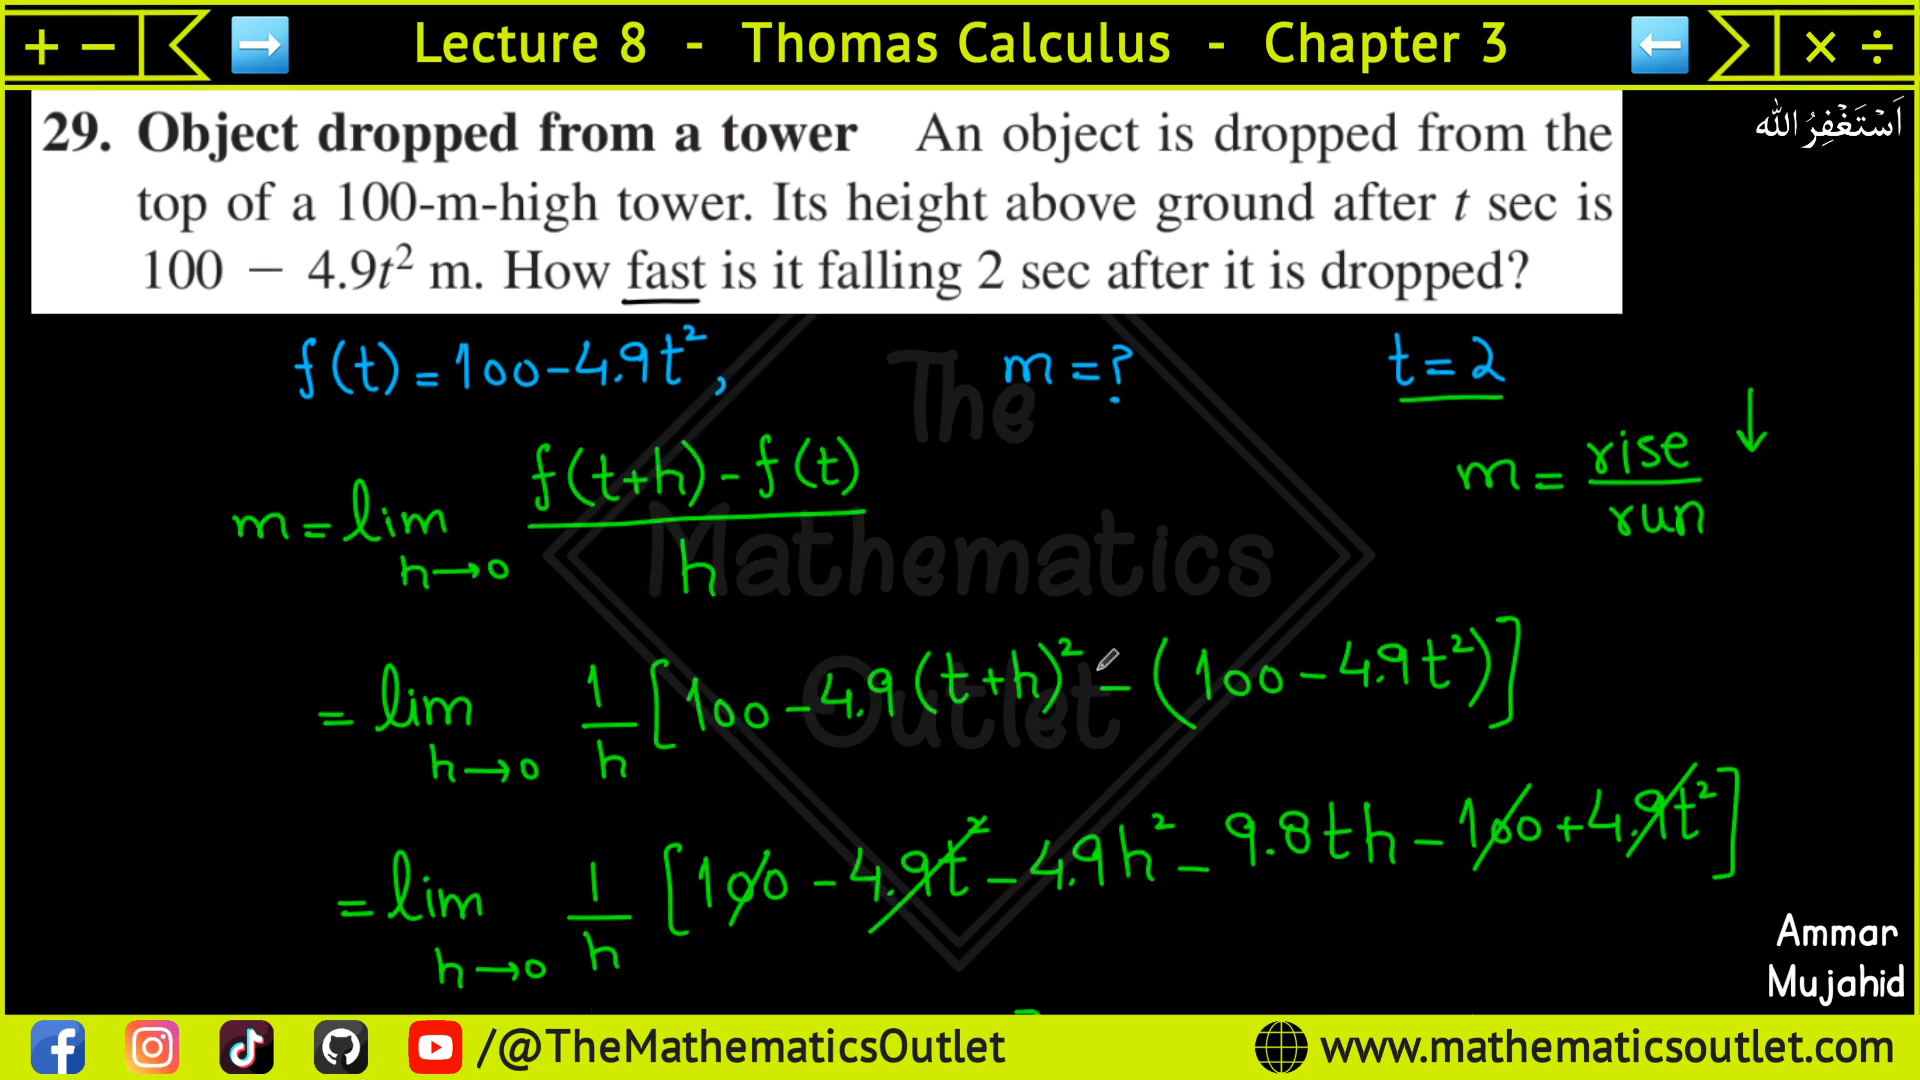 + − Lecture 8 - Thomas Calculus - Chapter 3 × ÷
29. Object dropped from a tower An object is dropped from the
top of a 100-m-high tower. Its height above ground after t sec is
100 − 4.9t² m. How fast is it falling 2 sec after it is dropped?
اَسْتَغْفِرُ الله
f(t) = 100 − 4.9t², m = ? t = 2
m = lim h→0 f(t+h) − f(t) / h
m = rise / run ↓
= lim h→0 1/h [100 − 4.9(t+h)² − (100 − 4.9t²)]
= lim h→0 1/h [100 − 4.9t² − 4.9h² − 9.8th − 100 + 4.9t²]
The
Mathematics
Outlet
Ammar
Mujahid
/@TheMathematicsOutlet www.mathematicsoutlet.com